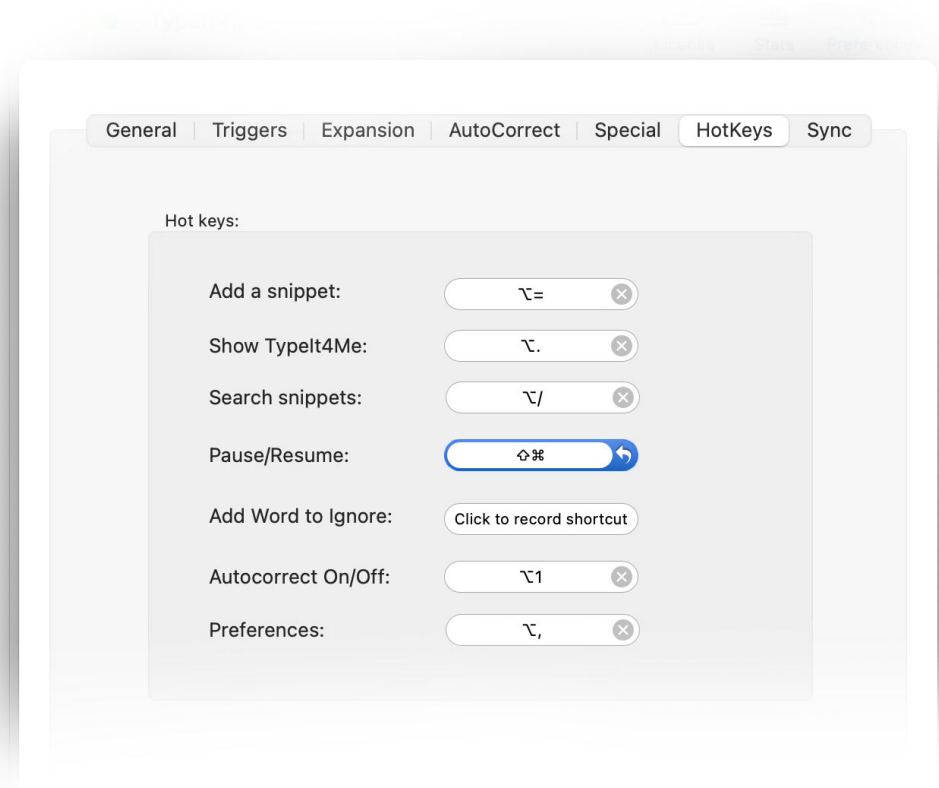 General Triggers Expansion AutoCorrect Special HotKeys Sync
Hot keys:
Add a snippet: ⌥=
Show TypeIt4Me: ⌥.
Search snippets: ⌥/
Pause/Resume: ⇧⌘
Add Word to Ignore: Click to record shortcut
Autocorrect On/Off: ⌥1
Preferences: ⌥,